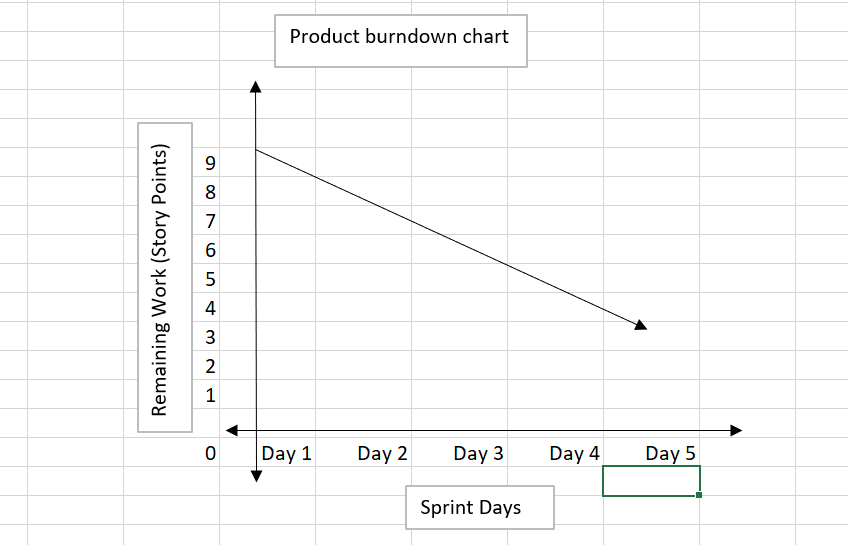 Product burndown chart
Remaining Work (Story Points)
9
8
7
6
5
4
3
2
1
0 Day 1 Day 2 Day 3 Day 4 Day 5
Sprint Days